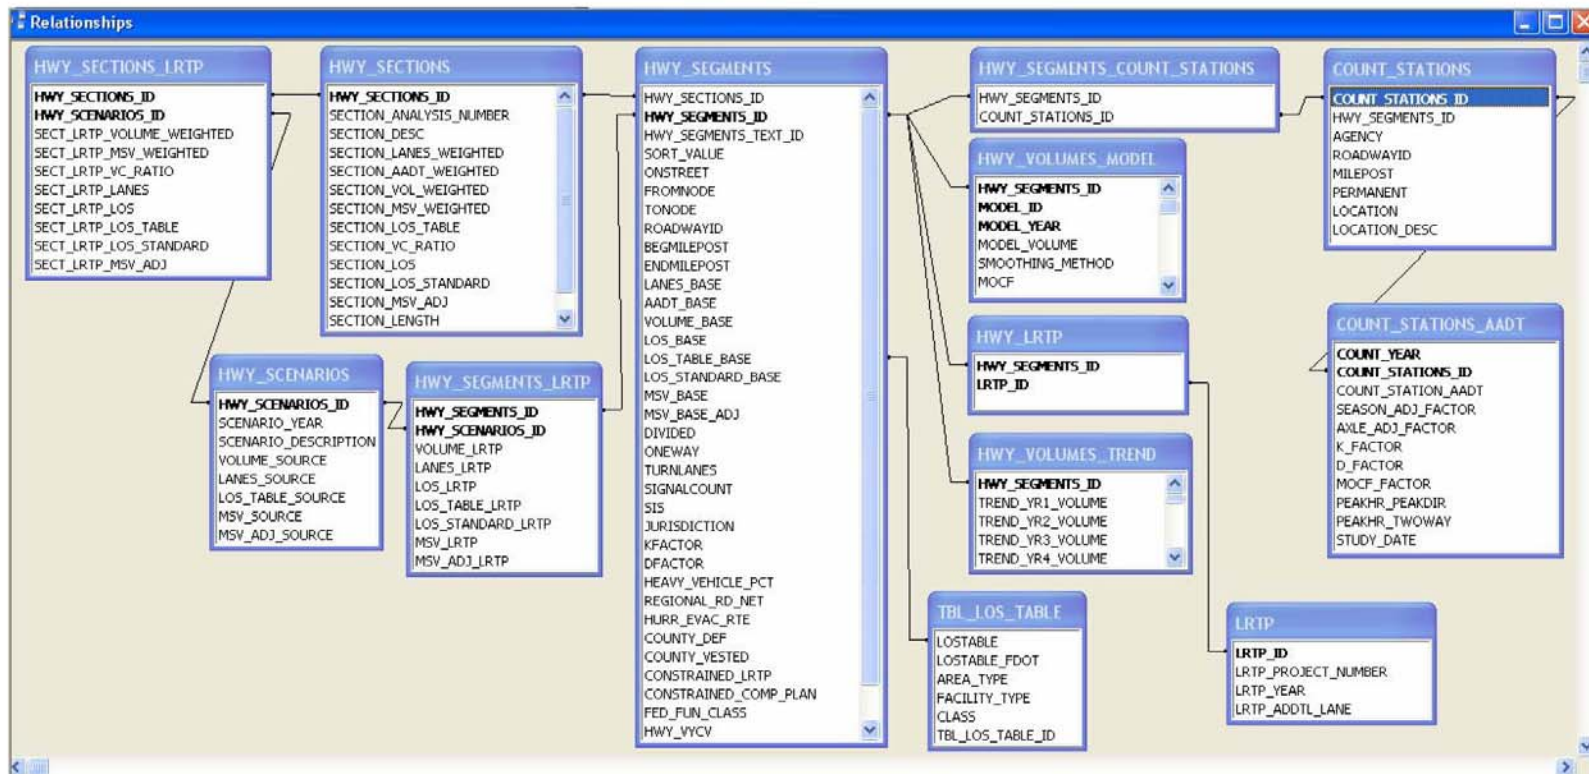 Relationships
HWY_SECTIONS_LRTP
HWY_SECTIONS_ID
HWY_SCENARIOS_ID
SECT_LRTP_VOLUME_WEIGHTED
SECT_LRTP_MSV_WEIGHTED
SECT_LRTP_VC_RATIO
SECT_LRTP_LANES
SECT_LRTP_LOS
SECT_LRTP_LOS_TABLE
SECT_LRTP_LOS_STANDARD
SECT_LRTP_MSV_ADJ
HWY_SECTIONS
HWY_SECTIONS_ID
SECTION_ANALYSIS_NUMBER
SECTION_DESC
SECTION_LANES_WEIGHTED
SECTION_AADT_WEIGHTED
SECTION_VOL_WEIGHTED
SECTION_MSV_WEIGHTED
SECTION_LOS_TABLE
SECTION_VC_RATIO
SECTION_LOS
SECTION_LOS_STANDARD
SECTION_MSV_ADJ
SECTION_LENGTH
HWY_SCENARIOS
HWY_SCENARIOS_ID
SCENARIO_YEAR
SCENARIO_DESCRIPTION
VOLUME_SOURCE
LANES_SOURCE
LOS_TABLE_SOURCE
MSV_SOURCE
MSV_ADJ_SOURCE
HWY_SEGMENTS_LRTP
HWY_SEGMENTS_ID
HWY_SCENARIOS_ID
VOLUME_LRTP
LANES_LRTP
LOS_LRTP
LOS_TABLE_LRTP
LOS_STANDARD_LRTP
MSV_LRTP
MSV_ADJ_LRTP
HWY_SEGMENTS
HWY_SECTIONS_ID
HWY_SEGMENTS_ID
HWY_SEGMENTS_TEXT_ID
SORT_VALUE
ONSTREET
FROMNODE
TONODE
ROADWAYID
BEGMILEPOST
ENDMILEPOST
LANES_BASE
AADT_BASE
VOLUME_BASE
LOS_BASE
LOS_TABLE_BASE
LOS_STANDARD_BASE
MSV_BASE
MSV_BASE_ADJ
DIVIDED
ONEWAY
TURNLANES
SIGNALCOUNT
SIS
JURISDICTION
KFACTOR
DFACTOR
HEAVY_VEHICLE_PCT
REGIONAL_RD_NET
HURR_EVAC_RTE
COUNTY_DEF
COUNTY_VESTED
CONSTRAINED_LRTP
CONSTRAINED_COMP_PLAN
FED_FUN_CLASS
HWY_VYCV
HWY_SEGMENTS_COUNT_STATIONS
HWY_SEGMENTS_ID
COUNT_STATIONS_ID
HWY_VOLUMES_MODEL
HWY_SEGMENTS_ID
MODEL_ID
MODEL_YEAR
MODEL_VOLUME
SMOOTHING_METHOD
MOCF
HWY_LRTP
HWY_SEGMENTS_ID
LRTP_ID
HWY_VOLUMES_TREND
HWY_SEGMENTS_ID
TREND_YR1_VOLUME
TREND_YR2_VOLUME
TREND_YR3_VOLUME
TREND_YR4_VOLUME
TBL_LOS_TABLE
LOSTABLE
LOSTABLE_FDOT
AREA_TYPE
FACILITY_TYPE
CLASS
TBL_LOS_TABLE_ID
COUNT_STATIONS
COUNT_STATIONS_ID
HWY_SEGMENTS_ID
AGENCY
ROADWAYID
MILEPOST
PERMANENT
LOCATION
LOCATION_DESC
COUNT_STATIONS_AADT
COUNT_YEAR
COUNT_STATIONS_ID
COUNT_STATION_AADT
SEASON_ADJ_FACTOR
AXLE_ADJ_FACTOR
K_FACTOR
D_FACTOR
MOCF_FACTOR
PEAKHR_PEAKDIR
PEAKHR_TWOWAY
STUDY_DATE
LRTP
LRTP_ID
LRTP_PROJECT_NUMBER
LRTP_YEAR
LRTP_ADDTL_LANE